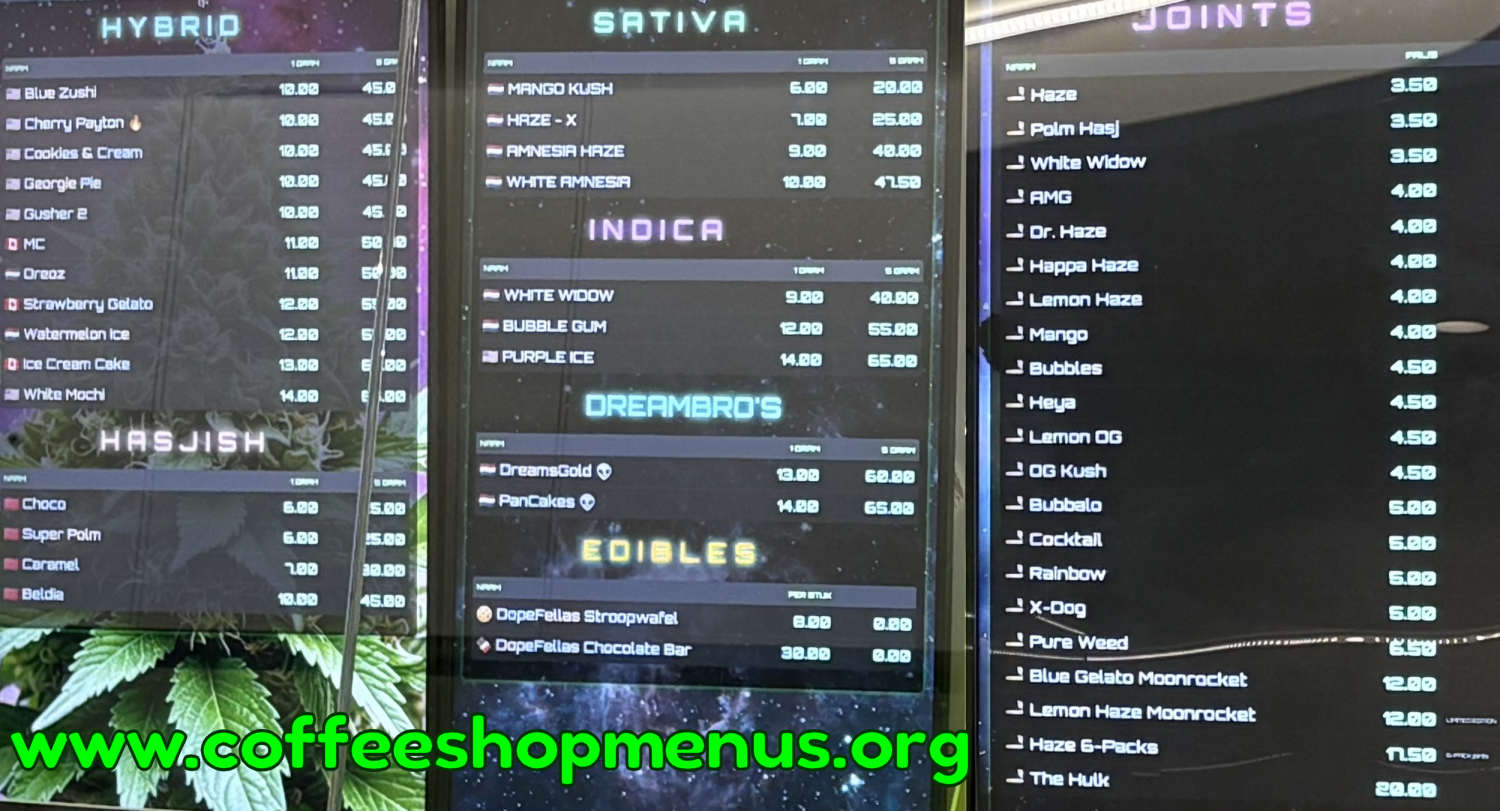 HYBRID
NAAM 1 GRAM 5 GRAM
Blue Zushi 10.00
Cherry Payton 🔥 10.00
Cookies & Cream 10.00
Georgie Pie 10.00
Gusher 2 10.00
MC 11.00
Oreoz 11.00
Strawberry Gelato 12.00
Watermelon Ice 12.00
Ice Cream Cake 13.00
White Mochi 14.00
HASJISH
NAAM 1 GRAM 5 GRAM
Choco 6.00
Super Polm 6.00
Caramel 7.00
Beldia 10.00 45.00
SATIVA
NAAM 1 GRAM 5 GRAM
MANGO KUSH 6.00 20.00
HAZE - X 7.00 25.00
AMNESIA HAZE 9.00 40.00
WHITE AMNESIA 10.00 47.50
INDICA
NAAM 1 GRAM 5 GRAM
WHITE WIDOW 9.00 40.00
BUBBLE GUM 12.00 55.00
PURPLE ICE 14.00 65.00
DREAMBRO'S
NAAM 1 GRAM 5 GRAM
DreamsGold 👽 13.00 60.00
PanCakes 👽 14.00 65.00
EDIBLES
NAAM PER STUK
DopeFellas Stroopwafel 8.00 0.00
DopeFellas Chocolate Bar 30.00 0.00
JOINTS
NAAM PRIJS
Haze 3.50
Polm Hasj 3.50
White Widow 3.50
AMG 4.00
Dr. Haze 4.00
Happa Haze 4.00
Lemon Haze 4.00
Mango 4.00
Bubbles 4.50
Heya 4.50
Lemon OG 4.50
OG Kush 4.50
Bubbalo 5.00
Cocktail 5.00
Rainbow 5.00
X-Dog 5.00
Pure Weed 6.50
Blue Gelato Moonrocket 12.00
Lemon Haze Moonrocket 12.00 LIMITED EDITION
Haze 6-Packs 17.50
The Hulk 20.00
www.coffeeshopmenus.org